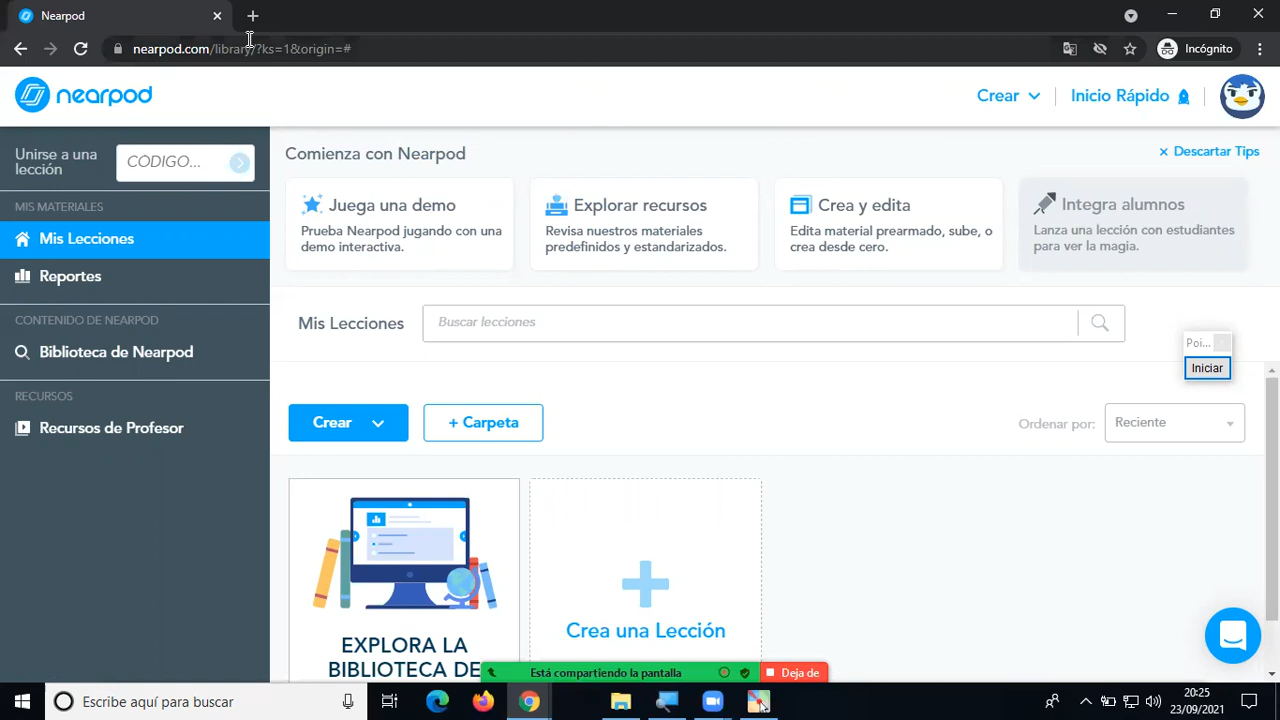 Nearpod
nearpod.com/library/?ks=1&origin=#
Incógnito
nearpod
Crear
Inicio Rápido
Unirse a una
lección
CODIGO...
MIS MATERIALES
Mis Lecciones
Reportes
CONTENIDO DE NEARPOD
Biblioteca de Nearpod
RECURSOS
Recursos de Profesor
Comienza con Nearpod
× Descartar Tips
Juega una demo
Prueba Nearpod jugando con una
demo interactiva.
Explorar recursos
Revisa nuestros materiales
predefinidos y estandarizados.
Crea y edita
Edita material prearmado, sube, o
crea desde cero.
Integra alumnos
Lanza una lección con estudiantes
para ver la magia.
Mis Lecciones
Buscar lecciones
Poi...
Iniciar
Crear
+ Carpeta
Ordenar por:
Reciente
EXPLORA LA
BIBLIOTECA DE
Crea una Lección
Está compartiendo la pantalla
Deja de
Escribe aquí para buscar
20:25
23/09/2021